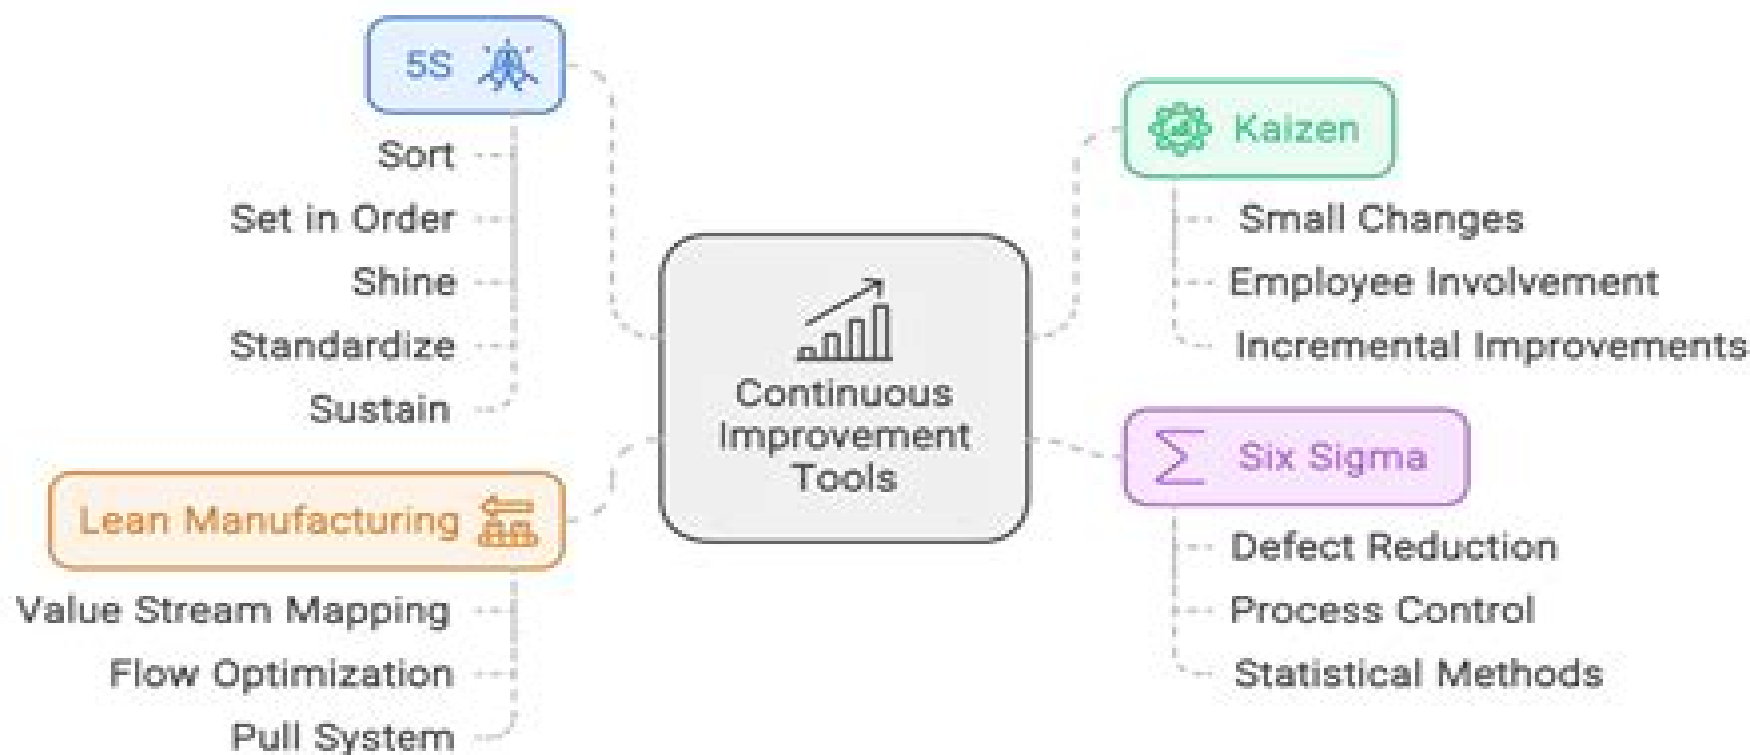 5S
Sort
Set in Order
Shine
Standardize
Sustain
Lean Manufacturing
Value Stream Mapping
Flow Optimization
Pull System
Continuous
Improvement
Tools
Kaizen
Small Changes
Employee Involvement
Incremental Improvements
Six Sigma
Defect Reduction
Process Control
Statistical Methods